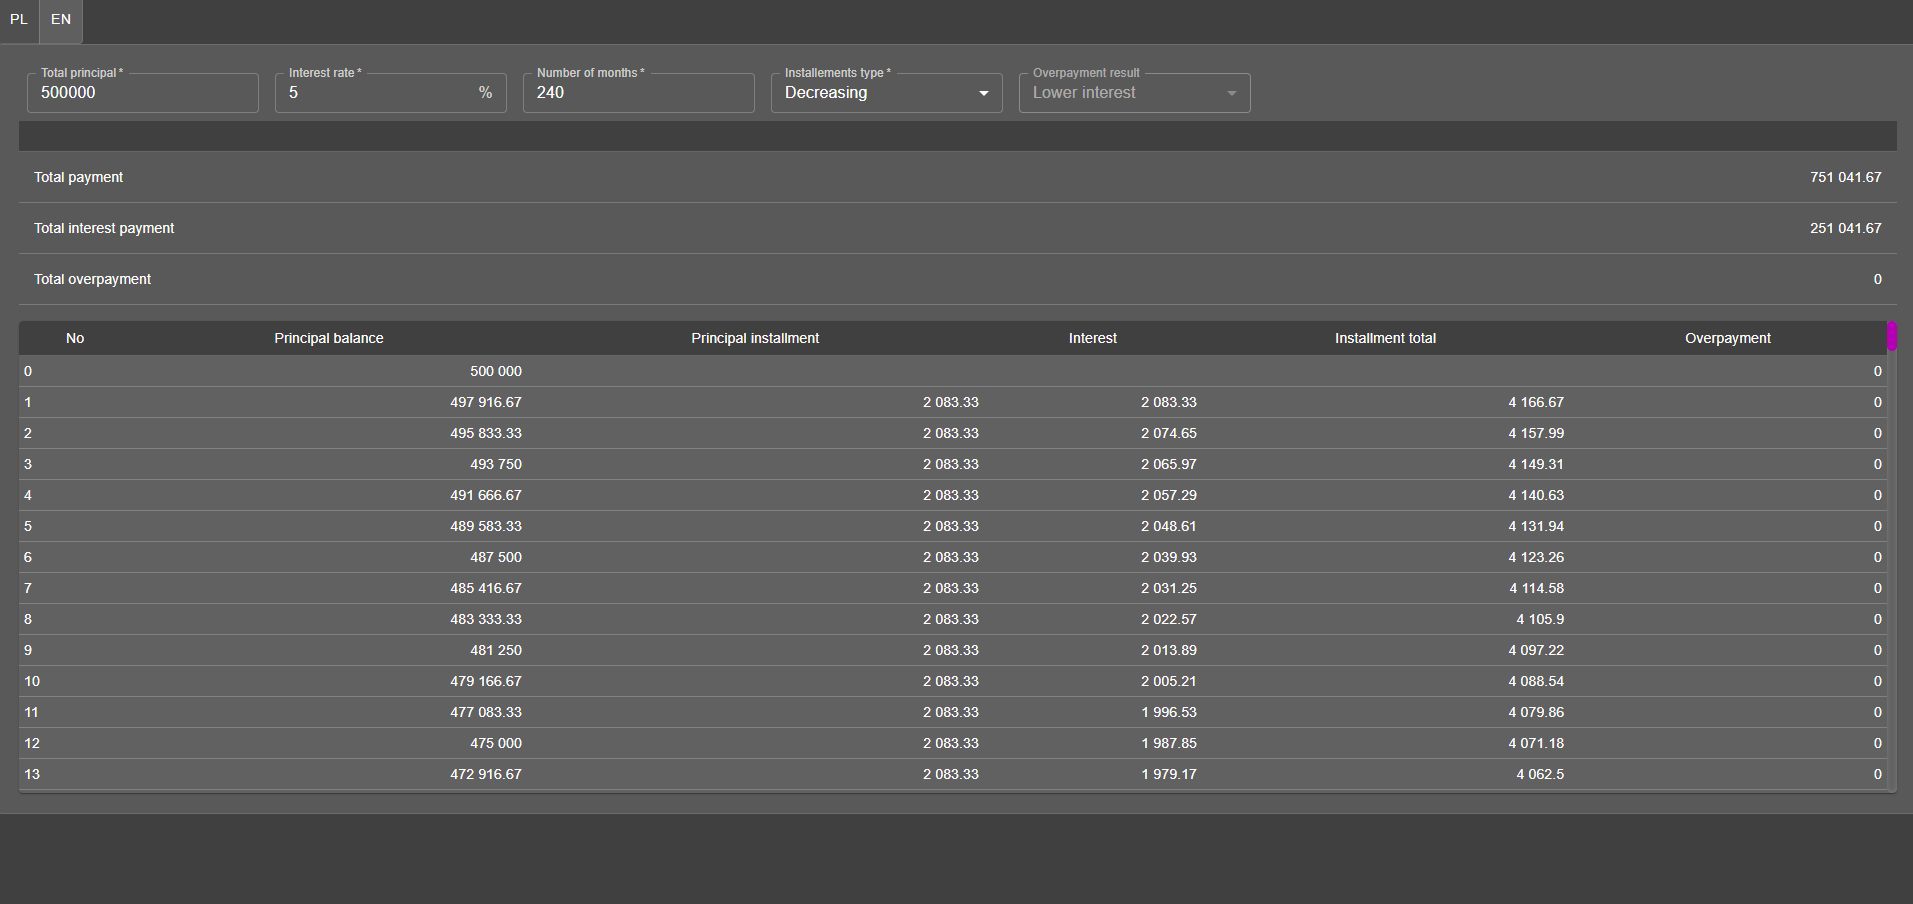 PL EN
Total principal * Interest rate * Number of months * Installements type * Overpayment result
500000 5 % 240 Decreasing Lower interest
Total payment 751 041.67
Total interest payment 251 041.67
Total overpayment 0
No Principal balance Principal installment Interest Installment total Overpayment
0 500 000 0
1 497 916.67 2 083.33 2 083.33 4 166.67 0
2 495 833.33 2 083.33 2 074.65 4 157.99 0
3 493 750 2 083.33 2 065.97 4 149.31 0
4 491 666.67 2 083.33 2 057.29 4 140.63 0
5 489 583.33 2 083.33 2 048.61 4 131.94 0
6 487 500 2 083.33 2 039.93 4 123.26 0
7 485 416.67 2 083.33 2 031.25 4 114.58 0
8 483 333.33 2 083.33 2 022.57 4 105.9 0
9 481 250 2 083.33 2 013.89 4 097.22 0
10 479 166.67 2 083.33 2 005.21 4 088.54 0
11 477 083.33 2 083.33 1 996.53 4 079.86 0
12 475 000 2 083.33 1 987.85 4 071.18 0
13 472 916.67 2 083.33 1 979.17 4 062.5 0